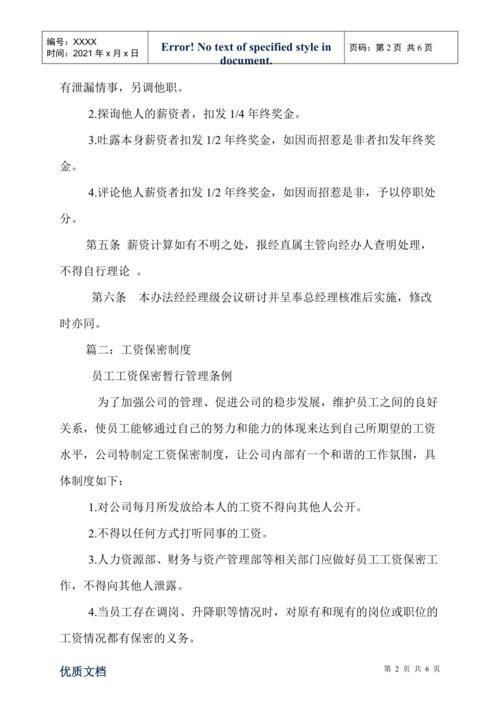 编号：XXXX
时间：2021 年 x 月 x 日
Error! No text of specified style in
document.
页码：第 2 页 共 6 页
有泄漏情事，另调他职。
2.探询他人的薪资者，扣发 1/4 年终奖金。
3.吐露本身薪资者扣发 1/2 年终奖金，如因而招惹是非者扣发年终奖
金。
4.评论他人薪资者扣发 1/2 年终奖金，如因而招惹是非，予以停职处
分。
第五条 薪资计算如有不明之处，报经直属主管向经办人查明处理，
不得自行理论 。
第六条 本办法经经理级会议研讨并呈奉总经理核准后实施，修改
时亦同。
篇二：工资保密制度
员工工资保密暂行管理条例
为了加强公司的管理、促进公司的稳步发展，维护员工之间的良好
关系，使员工能够通过自己的努力和能力的体现来达到自己所期望的工资
水平，公司特制定工资保密制度，让公司内部有一个和谐的工作氛围，具
体制度如下：
1.对公司每月所发放给本人的工资不得向其他人公开。
2.不得以任何方式打听同事的工资。
3.人力资源部、财务与资产管理部等相关部门应做好员工工资保密工
作，不得向其他人泄露。
4.当员工存在调岗、升降职等情况时，对原有和现有的岗位或职位的
工资情况都有保密的义务。
优质文档
第 2 页 共 6 页